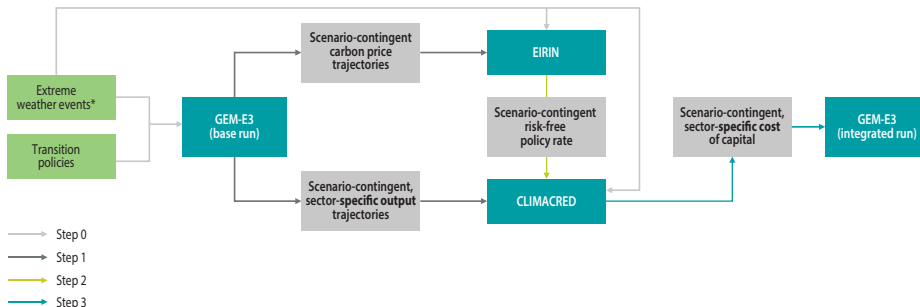 Extreme
weather events*
Transition
policies
GEM-E3
(base run)
Scenario-contingent
carbon price
trajectories
Scenario-contingent,
sector-specific output
trajectories
EIRIN
Scenario-contingent
risk-free
policy rate
CLIMACRED
Scenario-contingent,
sector-specific cost
of capital
GEM-E3
(integrated run)
Step 0
Step 1
Step 2
Step 3